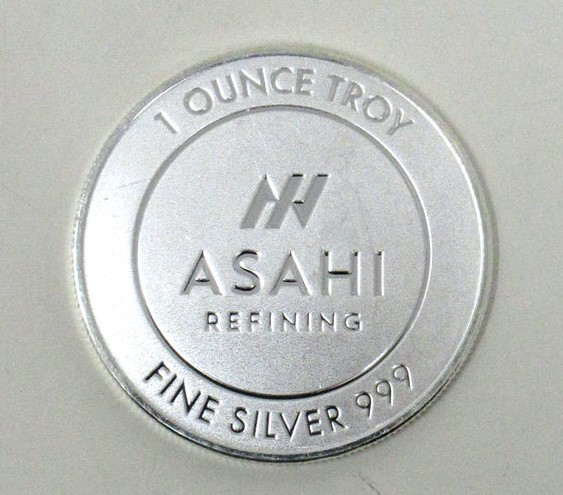 1 OUNCE TROY
ASAHI
REFINING
FINE SILVER 999